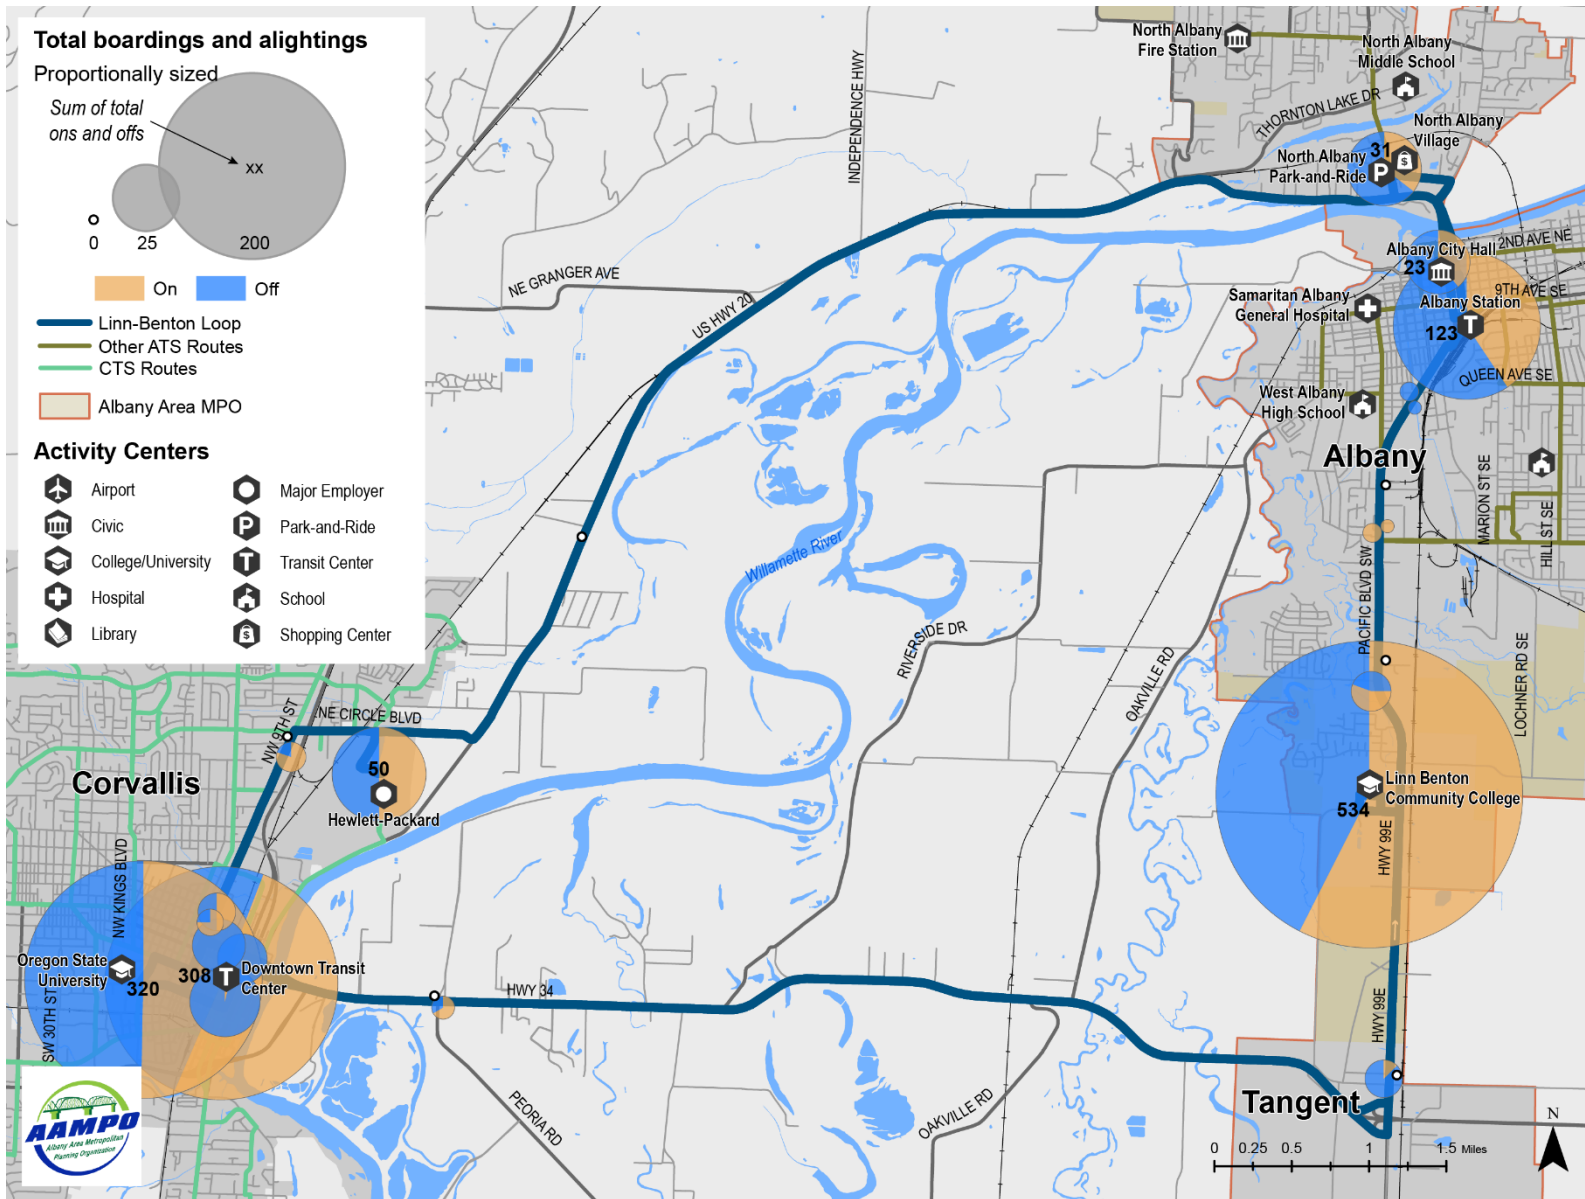 Total boardings and alightings
Proportionally sized
Sum of total
ons and offs
xx
0
25
200
On
Off
Linn-Benton Loop
Other ATS Routes
CTS Routes
Albany Area MPO
Activity Centers
Airport
Civic
College/University
Hospital
Library
Major Employer
P
Park-and-Ride
T
Transit Center
School
$
Shopping Center
North Albany
Fire Station
North Albany
Middle School
THORNTON LAKE DR
INDEPENDENCE HWY
North Albany
Village
31
$
North Albany
Park-and-Ride
P
2ND AVE NE
Albany City Hall
23
9TH AVE SE
NE GRANGER AVE
US HWY 20
Samaritan Albany
General Hospital
Albany Station
123
T
QUEEN AVE SE
West Albany
High School
Albany
MARION ST SE
HILL ST SE
PACIFIC BLVD SW
Willamette River
RIVERSIDE DR
OAKVILLE RD
LOCHNER RD SE
NW 9TH ST
NE CIRCLE BLVD
Corvallis
50
Hewlett-Packard
Linn Benton
Community College
534
HWY 99E
NW KINGS BLVD
Oregon State
University
320
308
T
Downtown Transit
Center
SW 30TH ST
HWY 34
HWY 99E
PEORIA RD
OAKVILLE RD
Tangent
AAMPO
Albany Area Metropolitan
Planning Organization
N
0 0.25 0.5 1 1.5 Miles